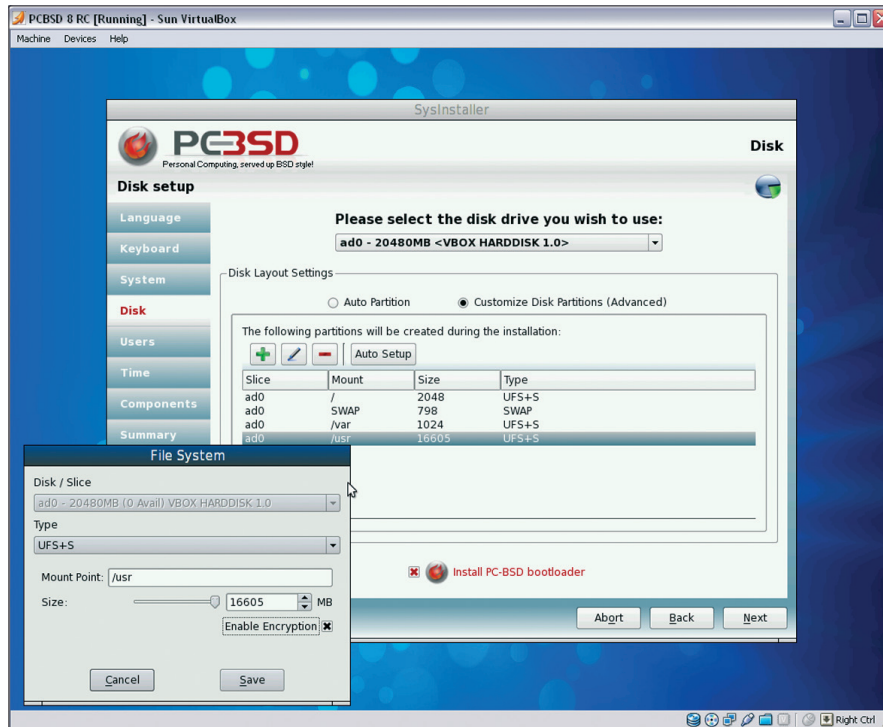 PCBSD 8 RC [Running] - Sun VirtualBox
Machine Devices Help
SysInstaller
PCBSD
Personal Computing, served up BSD style!
Disk
Disk setup
Language
Keyboard
System
Disk
Users
Time
Components
Summary
Please select the disk drive you wish to use:
ad0 - 20480MB <VBOX HARDDISK 1.0>
Disk Layout Settings
Auto Partition Customize Disk Partitions (Advanced)
The following partitions will be created during the installation:
Auto Setup
Slice Mount Size Type
ad0 / 2048 UFS+S
ad0 SWAP 798 SWAP
ad0 /var 1024 UFS+S
ad0 /usr 16605 UFS+S
Install PC-BSD bootloader
Abort Back Next
File System
Disk / Slice
ad0 - 20480MB (0 Avail) VBOX HARDDISK 1.0
Type
UFS+S
Mount Point: /usr
Size: 16605 MB
Enable Encryption
Cancel Save
Right Ctrl